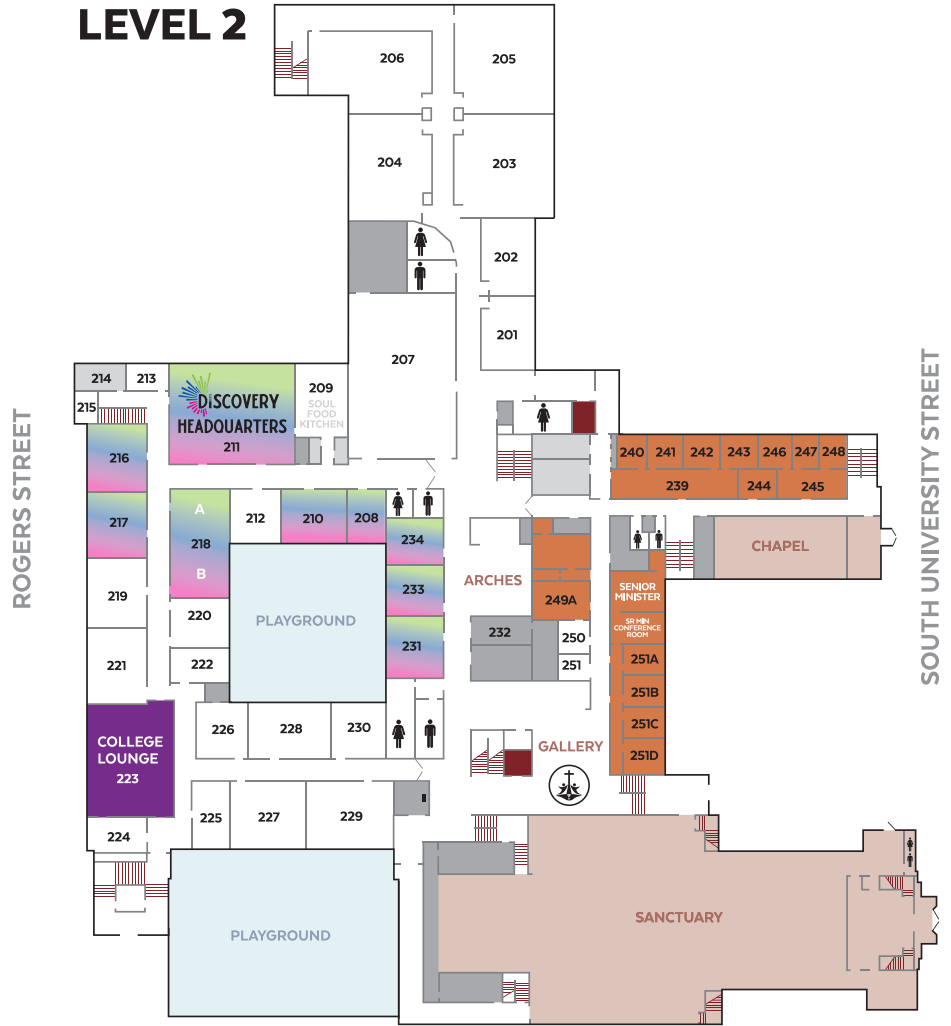 LEVEL 2
206
205
204
203
202
201
207
214
213
215
DISCOVERY
HEADQUARTERS
211
209
SOUL
FOOD
KITCHEN
216
217
A
218
B
212
210
208
234
233
231
219
220
221
222
PLAYGROUND
226
228
230
COLLEGE
LOUNGE
223
224
225
227
229
PLAYGROUND
240
241
242
243
246
247
248
239
244
245
CHAPEL
ARCHES
249A
232
250
251
SENIOR
MINISTER
SR MIN
CONFERENCE
ROOM
251A
251B
251C
251D
GALLERY
SANCTUARY
ROGERS STREET
SOUTH UNIVERSITY STREET